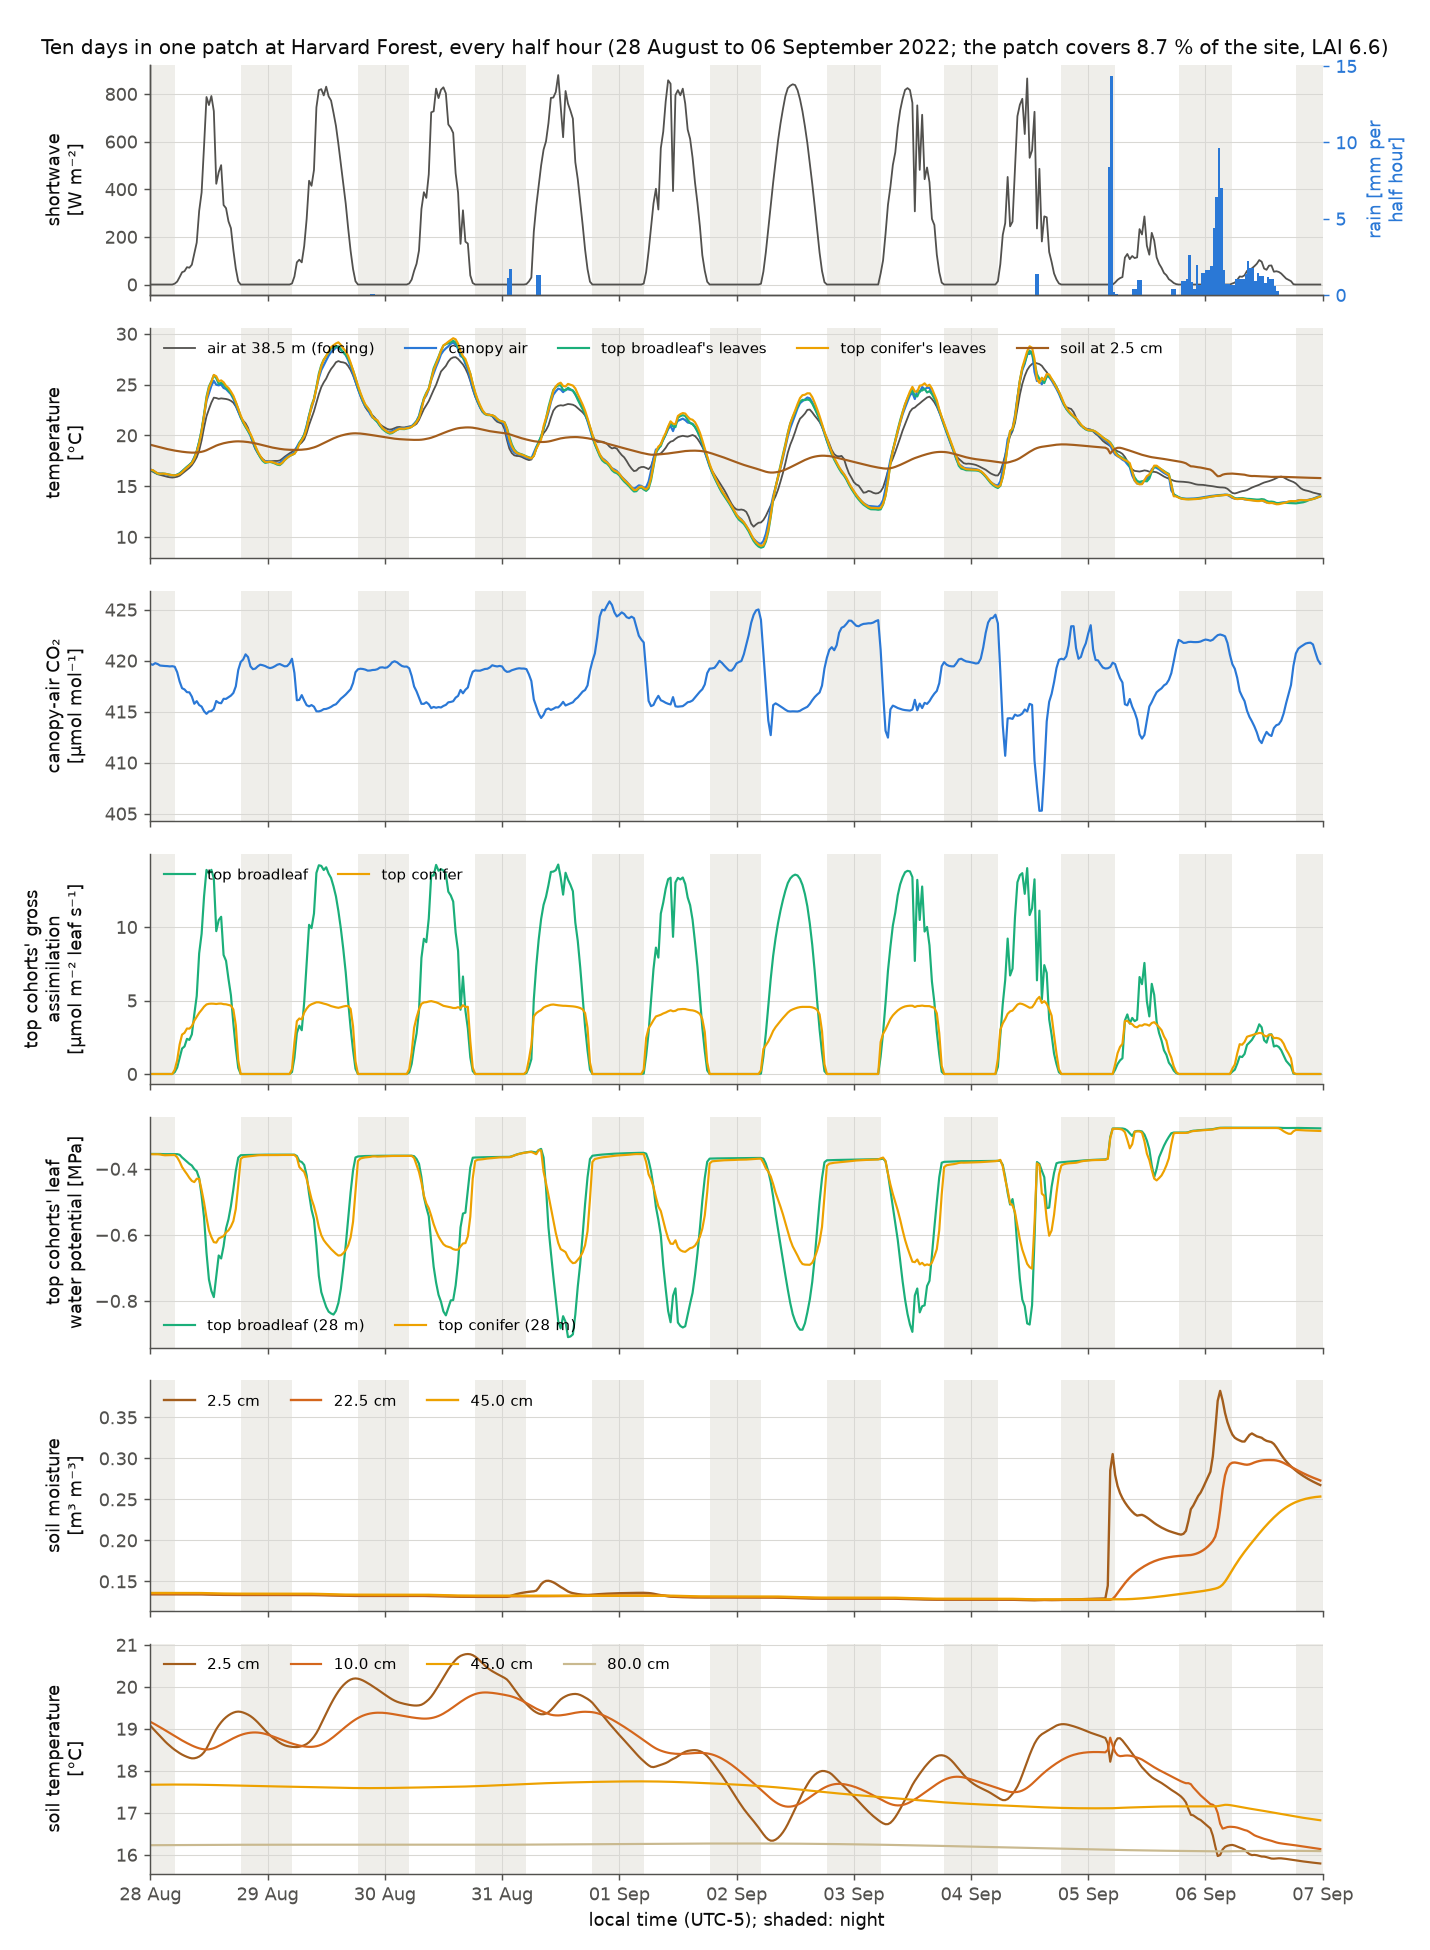 Ten days in one patch at Harvard Forest, every half hour (28 August to 06 September 2022; the patch covers 8.7 % of the site, LAI 6.6)
shortwave
[W m⁻²]
800
600
400
200
0
15
10
5
0
rain [mm per
half hour]
temperature
[°C]
30
25
20
15
10
air at 38.5 m (forcing)
canopy air
top broadleaf's leaves
top conifer's leaves
soil at 2.5 cm
canopy-air CO₂
[µmol mol⁻¹]
425
420
415
410
405
top cohorts' gross
assimilation
[µmol m⁻² leaf s⁻¹]
10
5
0
top broadleaf
top conifer
top cohorts' leaf
water potential [MPa]
−0.4
−0.6
−0.8
top broadleaf (28 m)
top conifer (28 m)
soil moisture
[m³ m⁻³]
0.35
0.30
0.25
0.20
0.15
2.5 cm
22.5 cm
45.0 cm
soil temperature
[°C]
21
20
19
18
17
16
2.5 cm
10.0 cm
45.0 cm
80.0 cm
28 Aug
29 Aug
30 Aug
31 Aug
01 Sep
02 Sep
03 Sep
04 Sep
05 Sep
06 Sep
07 Sep
local time (UTC-5); shaded: night